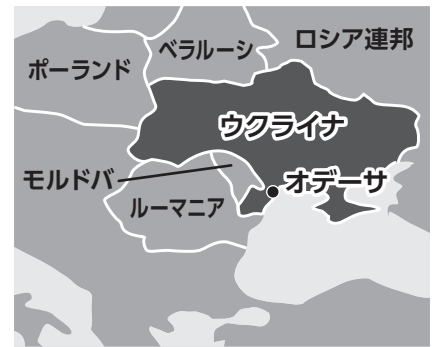 ロシア連邦
ベラルーシ
ポーランド
ウクライナ
モルドバ
オデーサ
ルーマニア